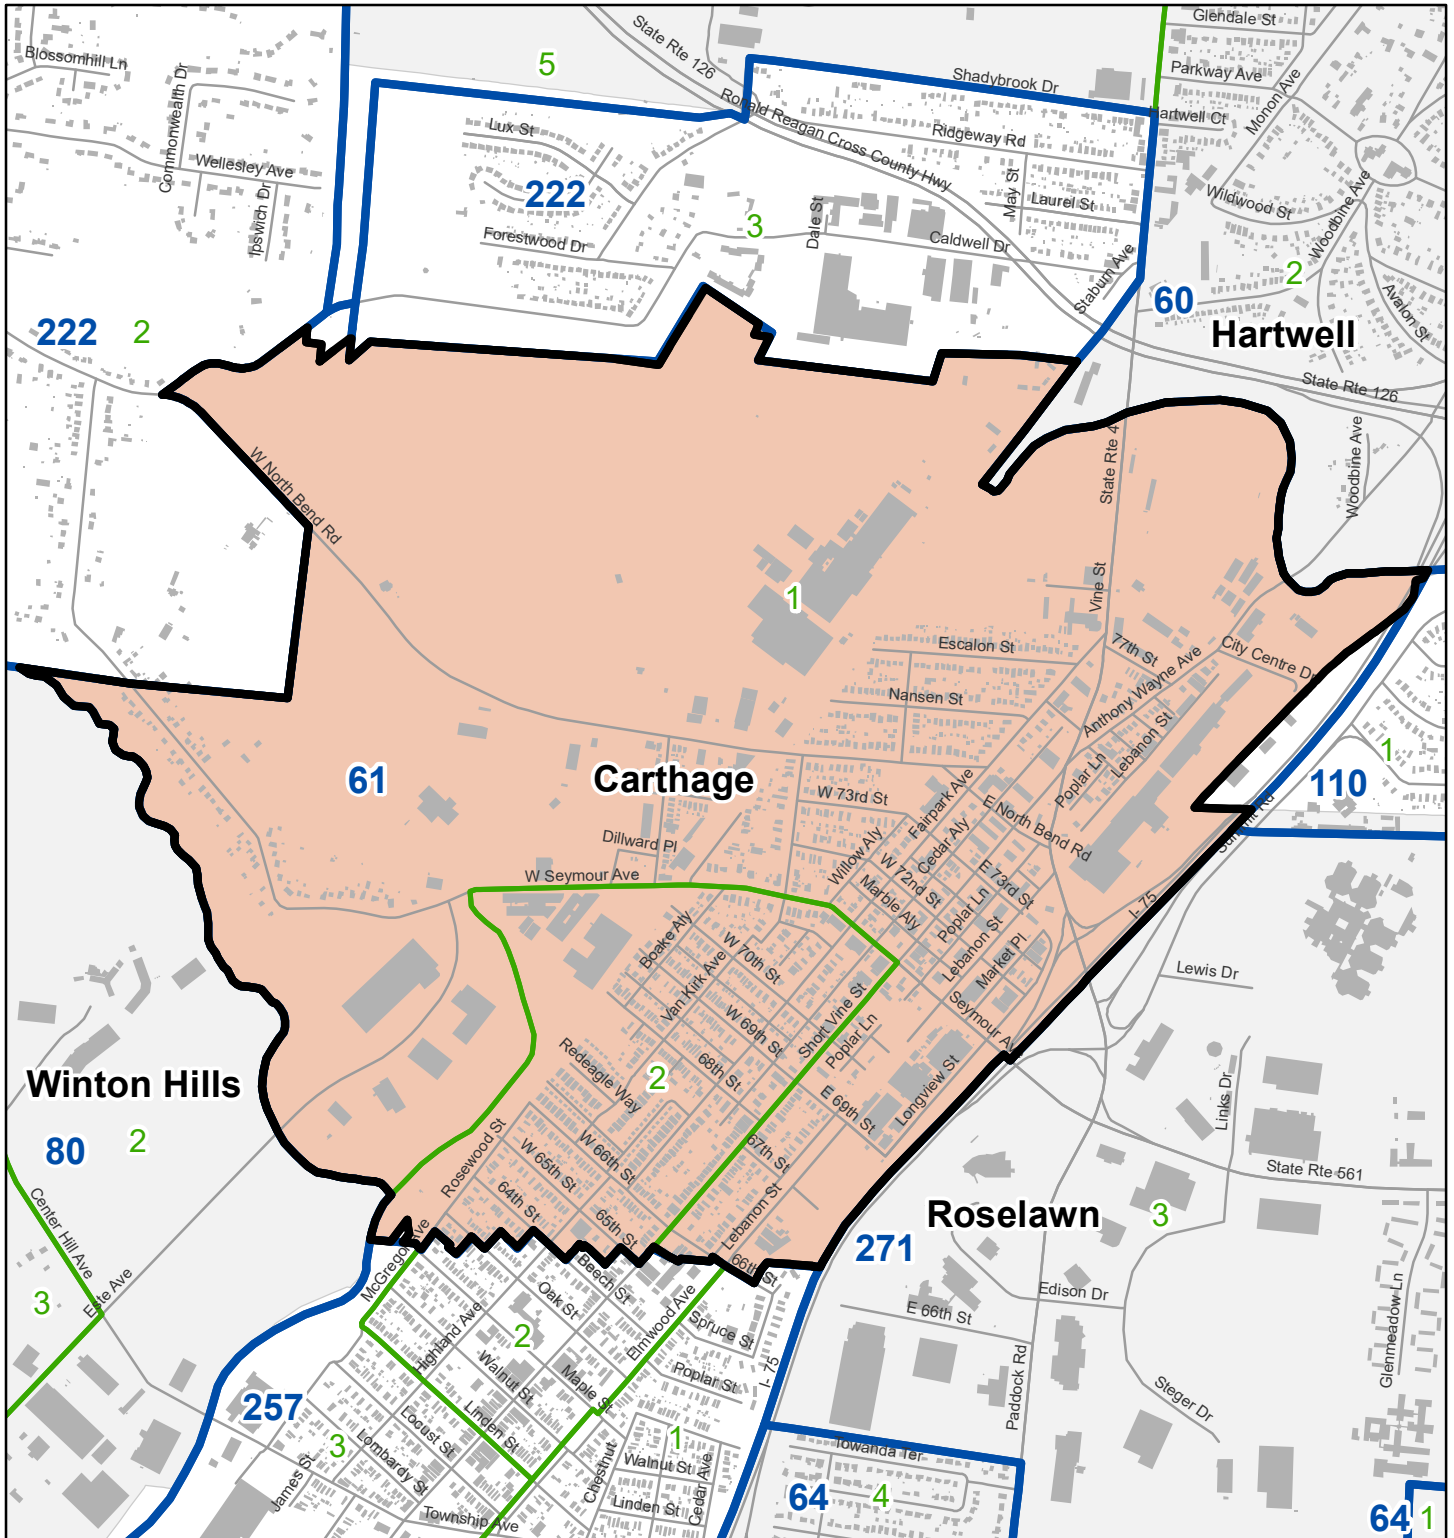 Glendale St
Blossomhill Ln
State Rte 126
5
Commonwealth Dr
Shadybrook Dr
Parkway Ave
Monon Ave
Ronald Reagan Cross County Hwy
Hartwell Ct
Lux St
Ridgeway Rd
Wellesley Ave
222
May St
Laurel St
Wildwood St
Woodbine Ave
Ipswich Dr
Forestwood Dr
3
Dale St
Caldwell Dr
Staburn Ave
2
60
Avalon St
222
2
Hartwell
State Rte 126
W North Bend Rd
State Rte 4
Woodbine Ave
1
Vine St
Escalon St
77th St
City Centre Dr
Nansen St
Anthony Wayne Ave
Lebanon St
1
61
Carthage
Poplar Ln
110
W 73rd St
Fairpark Ave
E North Bend Rd
Summit Rd
Dillward Pl
Willow Aly
Cedar Aly
W Seymour Ave
W 72nd St
E 73rd St
Marble Aly
Poplar Ln
I- 75
Boake Aly
W 70th St
Lebanon St
Market Pl
Lewis Dr
Van Kirk Ave
Seymour Ave
W 69th St
Short Vine St
Poplar Ln
Redeagle Way
2
68th St
Winton Hills
E 69th St
Longview St
Links Dr
80
2
Rosewood St
W 66th St
67th St
W 65th St
State Rte 561
64th St
65th St
Lebanon St
Center Hill Ave
Roselawn
3
McGregor Ave
271
66th St
3
Este Ave
Beech St
Oak St
Edison Dr
Elmwood Ave
E 66th St
Glenmeadow Ln
Highland Ave
2
Spruce St
Walnut St
Maple St
Poplar St
I- 75
Paddock Rd
Steger Dr
257
Linden St
Locust St
3
Lombardy St
1
Towanda Ter
Walnut St
Chestnut
James St
Cedar Ave
64
4
Linden St
Township Ave
64
1